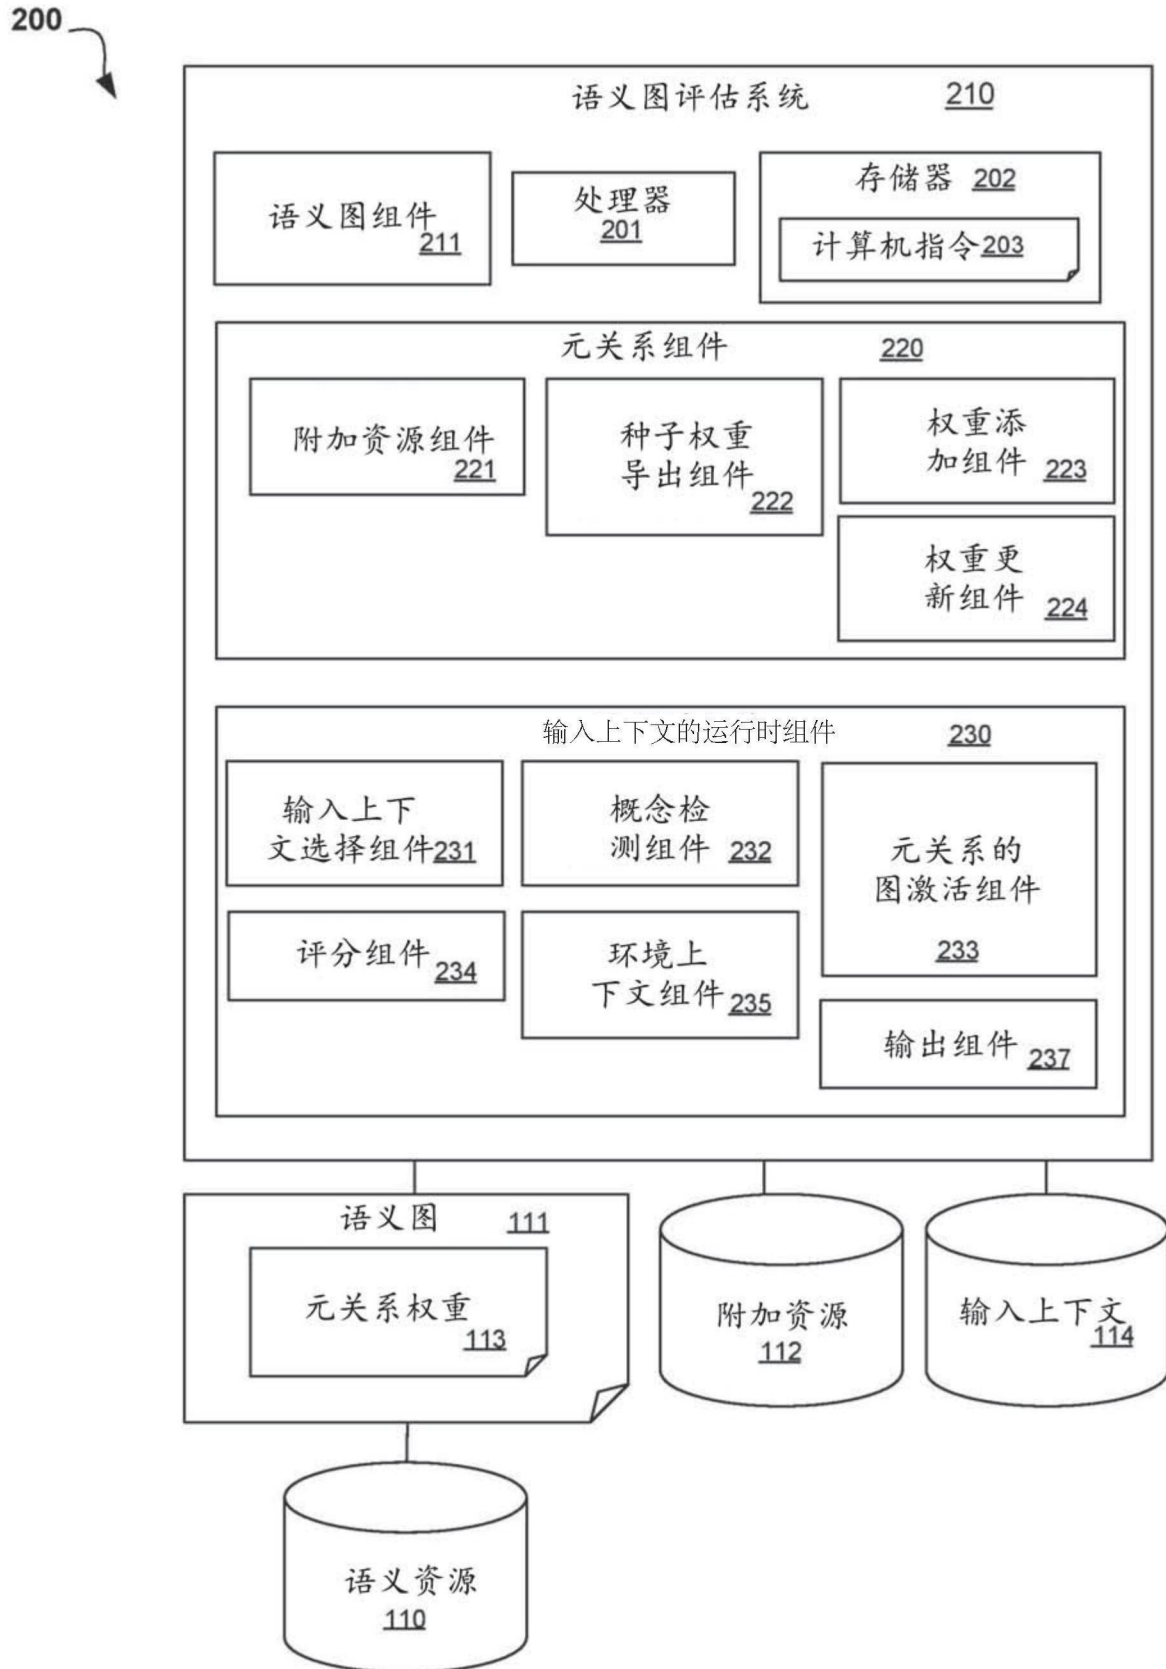 200
语义图评估系统 210
语义图组件
211
处理器
201
存储器 202
计算机指令203
元关系组件 220
附加资源组件
221
种子权重
导出组件
222
权重添
加组件 223
权重更
新组件 224
输入上下文的运行时组件 230
输入上下
文选择组件231
概念检
测组件 232
元关系的
图激活组件
233
评分组件
234
环境上
下文组件 235
输出组件
237
语义图 111
元关系权重
113
附加资源
112
输入上下文
114
语义资源
110